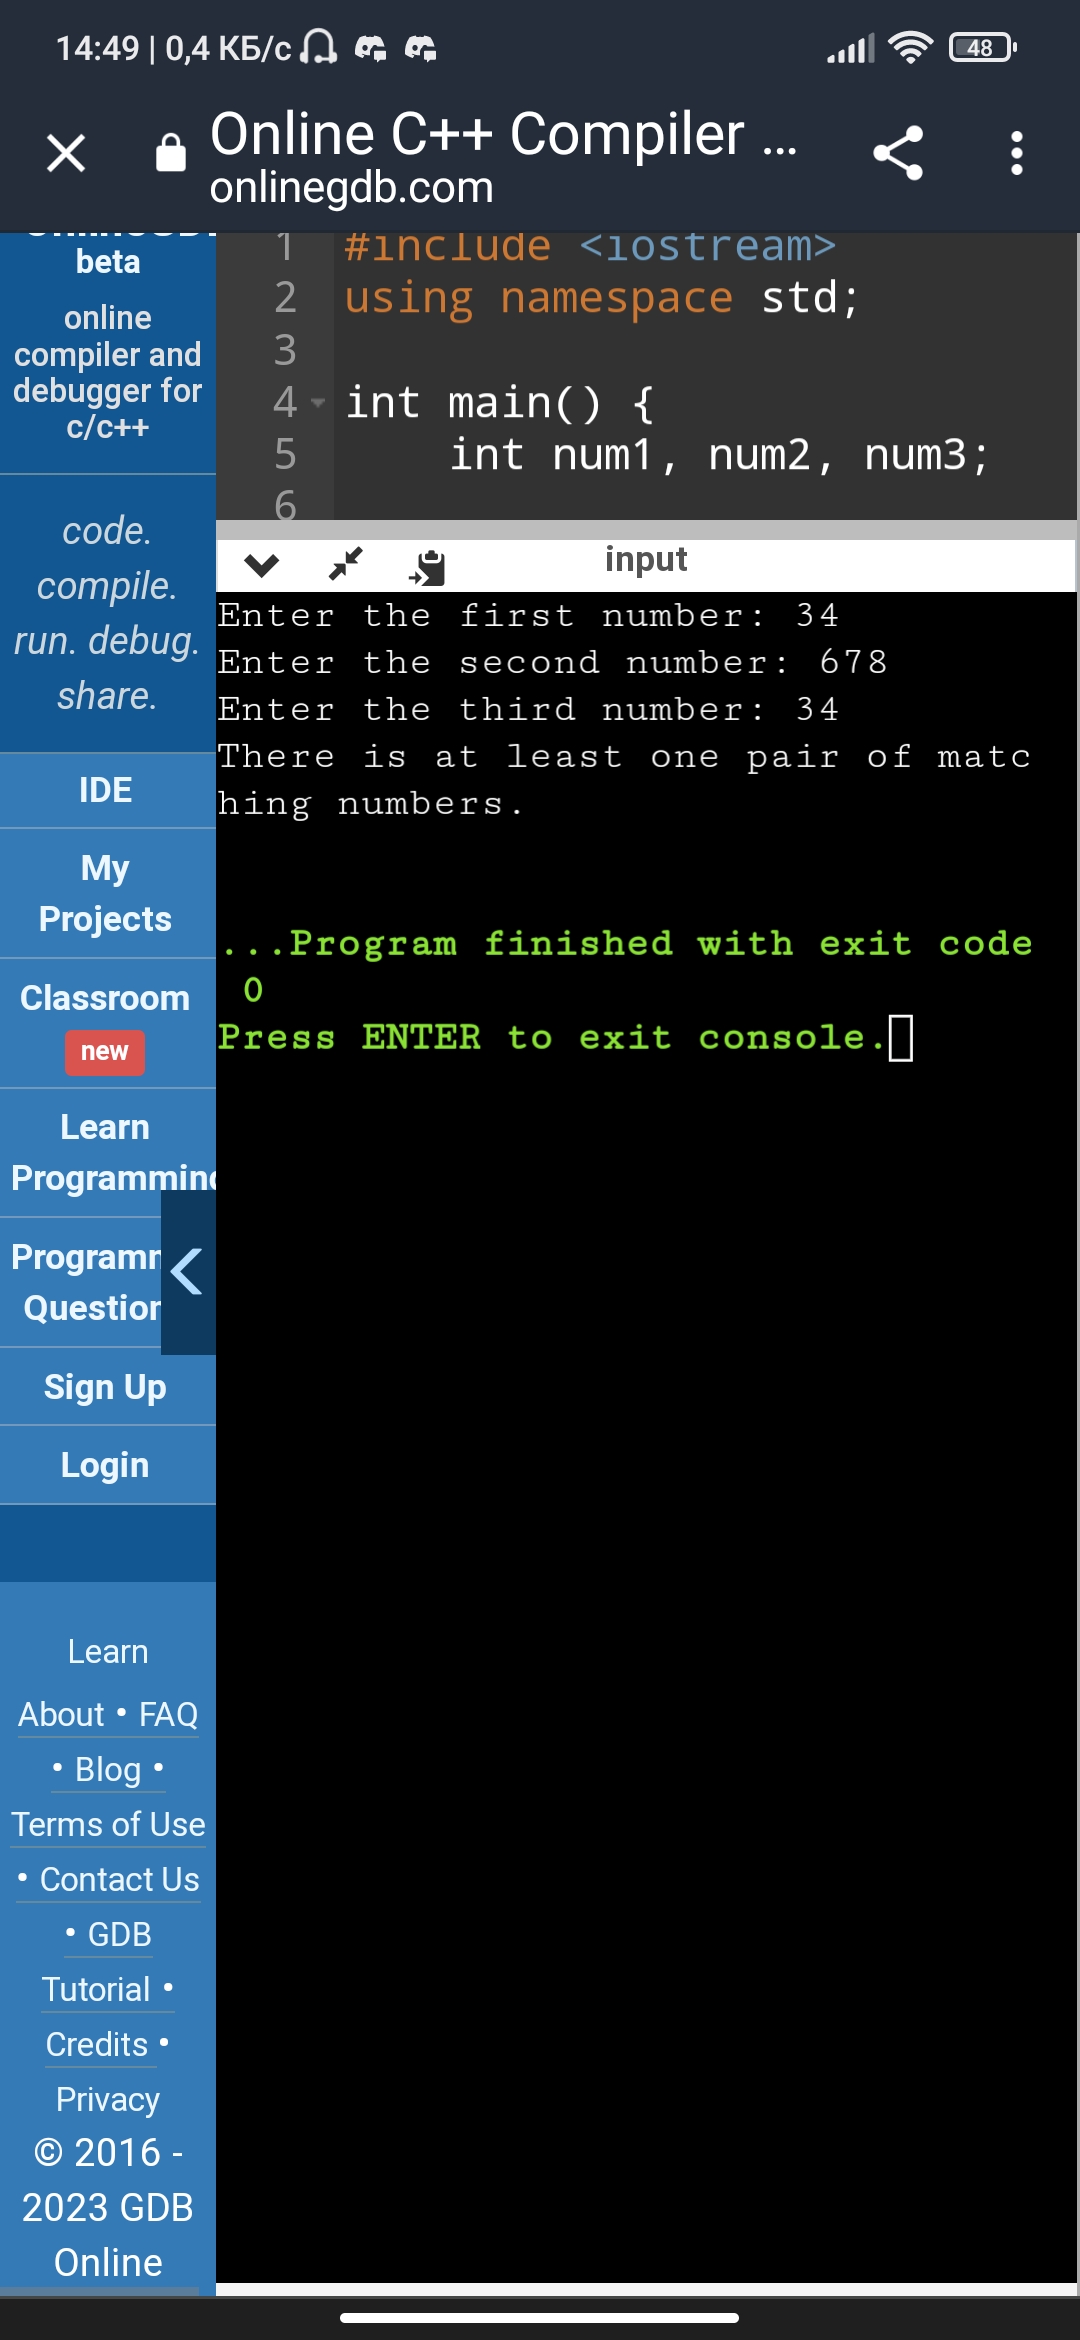 14:49 | 0,4 КБ/с
48
Online C++ Compiler ...
onlinegdb.com
beta
online
compiler and
debugger for
c/c++
code.
compile.
run. debug.
share.
IDE
My
Projects
Classroom
new
Learn
Programming
Programm
Question
Sign Up
Login
Learn
About • FAQ
• Blog •
Terms of Use
• Contact Us
• GDB
Tutorial •
Credits •
Privacy
© 2016 -
2023 GDB
Online
1 #include <iostream>
2 using namespace std;
3
4 int main() {
5 int num1, num2, num3;
6
input
Enter the first number: 34
Enter the second number: 678
Enter the third number: 34
There is at least one pair of matc
hing numbers.
...Program finished with exit code
0
Press ENTER to exit console.